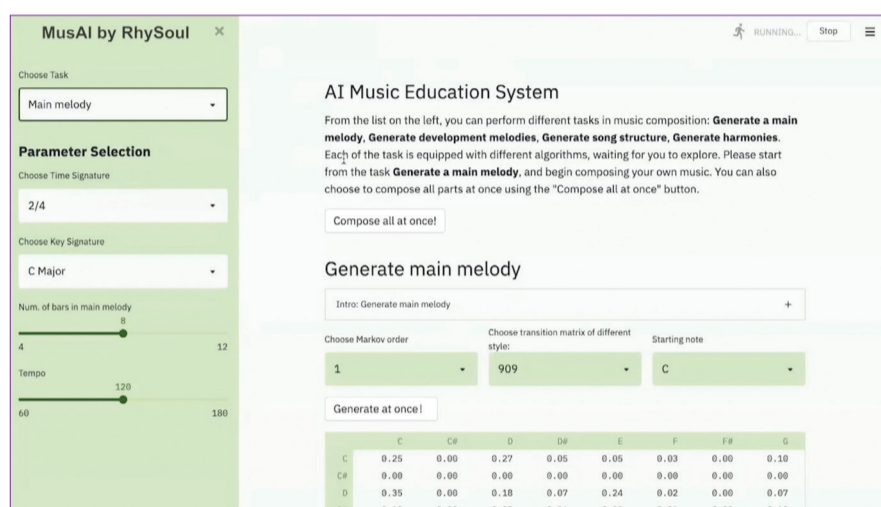 MusAI by RhySoul ×
RUNNING... Stop
Choose Task
Main melody
Parameter Selection
Choose Time Signature
2/4
Choose Key Signature
C Major
Num. of bars in main melody
8
4 12
Tempo
120
60 180
AI Music Education System
From the list on the left, you can perform different tasks in music composition: Generate a main
melody, Generate development melodies, Generate song structure, Generate harmonies.
Each of the task is equipped with different algorithms, waiting for you to explore. Please start
from the task Generate a main melody, and begin composing your own music. You can also
choose to compose all parts at once using the "Compose all at once" button.
Compose all at once!
Generate main melody
Intro: Generate main melody +
Choose Markov order
1
Choose transition matrix of different
style:
909
Starting note
C
Generate at once!
C C# D D# E F F# G
C 0.25 0.00 0.27 0.05 0.05 0.03 0.00 0.10
C# 0.00 0.00 0.00 0.00 0.00 0.00 0.00 0.00
D 0.35 0.00 0.18 0.07 0.24 0.02 0.00 0.07